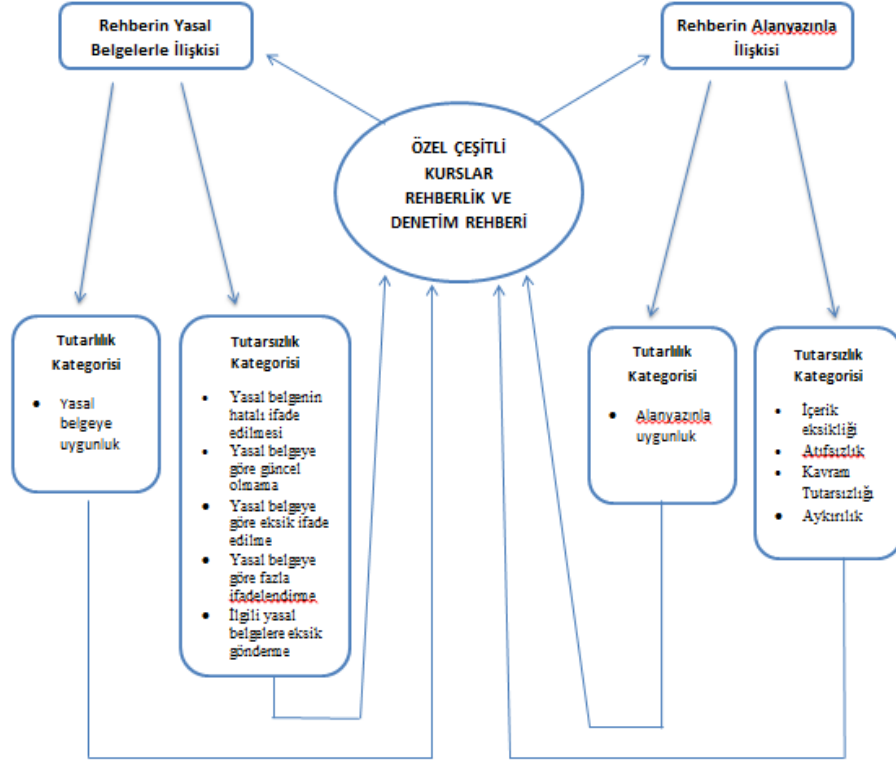 Rehberin Yasal
Belgelerle İlişkisi
Rehberin Alanyazınla
İlişkisi
ÖZEL ÇEŞİTLİ
KURSLAR
REHBERLİK VE
DENETİM REHBERİ
Tutarlılık
Kategorisi
• Yasal
belgeye
uygunluk
Tutarsızlık
Kategorisi
• Yasal belgenin
hatalı ifade
edilmesi
• Yasal belgeye
göre güncel
olmama
• Yasal belgeye
göre eksik ifade
edilme
• Yasal belgeye
göre fazla
ifadelendirme
• İlgili yasal
belgelere eksik
gönderme
Tutarlılık
Kategorisi
• Alanyazınla
uygunluk
Tutarsızlık
Kategorisi
• İçerik
eksikliği
• Atıfsızlık
• Kavram
Tutarsızlığı
• Aykırılık